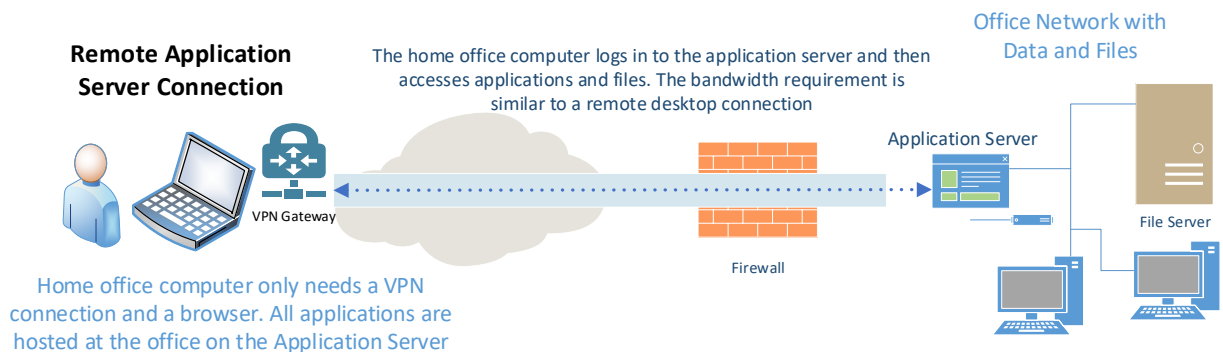 Remote Application
Server Connection
The home office computer logs in to the application server and then
accesses applications and files. The bandwidth requirement is
similar to a remote desktop connection
Office Network with
Data and Files
Application Server
VPN Gateway
File Server
Firewall
Home office computer only needs a VPN
connection and a browser. All applications are
hosted at the office on the Application Server